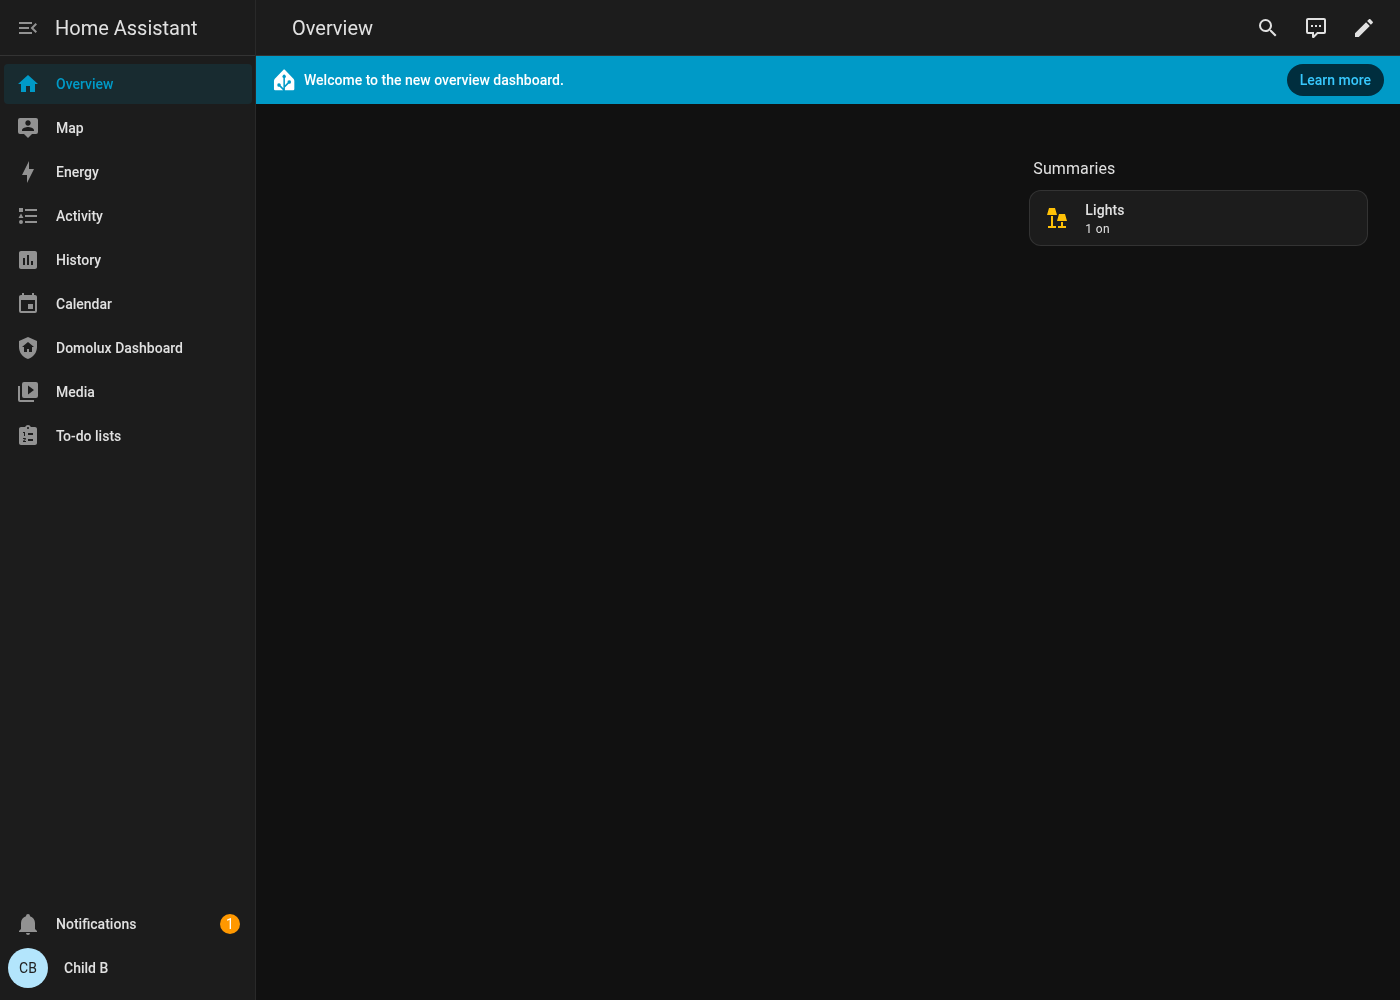 Home Assistant
Overview
Overview
Map
Energy
Activity
History
Calendar
Domolux Dashboard
Media
To-do lists
Notifications
1
CB
Child B
Welcome to the new overview dashboard.
Learn more
Summaries
Lights
1 on